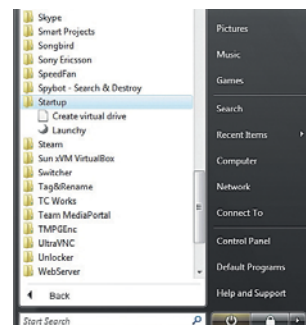 Skype
Smart Projects
Songbird
Sony Ericsson
SpeedFan
Spybot - Search & Destroy
Startup
Create virtual drive
Launchy
Steam
Sun xVM VirtualBox
Switcher
Tag&Rename
TC Works
Team MediaPortal
TMPGEnc
UltraVNC
Unlocker
WebServer
Back
Start Search
Pictures
Music
Games
Search
Recent Items
Computer
Network
Connect To
Control Panel
Default Programs
Help and Support